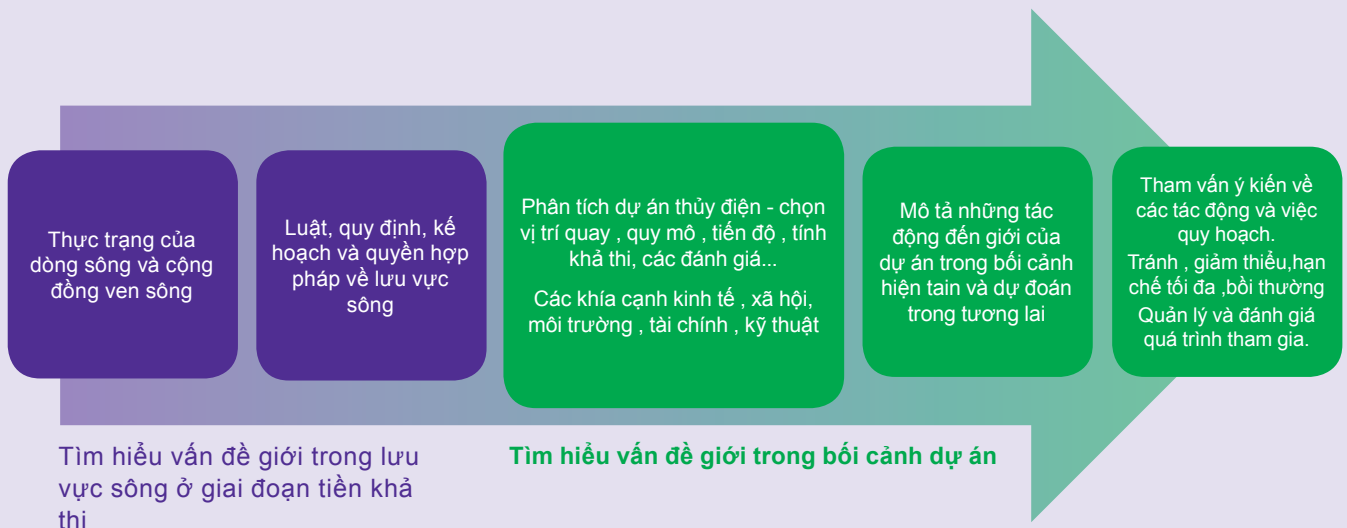 Thực trạng của
dòng sông và cộng
đồng ven sông
Luật, quy định, kế
hoạch và quyền hợp
pháp về lưu vực
sông
Phân tích dự án thủy điện - chọn
vị trí quay , quy mô , tiến độ , tính
khả thi, các đánh giá...
Các khía cạnh kinh tế , xã hội,
môi trường , tài chính , kỹ thuật
Mô tả những tác
động đến giới của
dự án trong bối cảnh
hiện tain và dự đoán
trong tương lai
Tham vấn ý kiến về
các tác động và việc
quy hoạch.
Tránh , giảm thiểu,hạn
chế tối đa ,bồi thường
Quản lý và đánh giá
quá trình tham gia.
Tìm hiểu vấn đề giới trong lưu
vực sông ở giai đoạn tiền khả
thi
Tìm hiểu vấn đề giới trong bối cảnh dự án